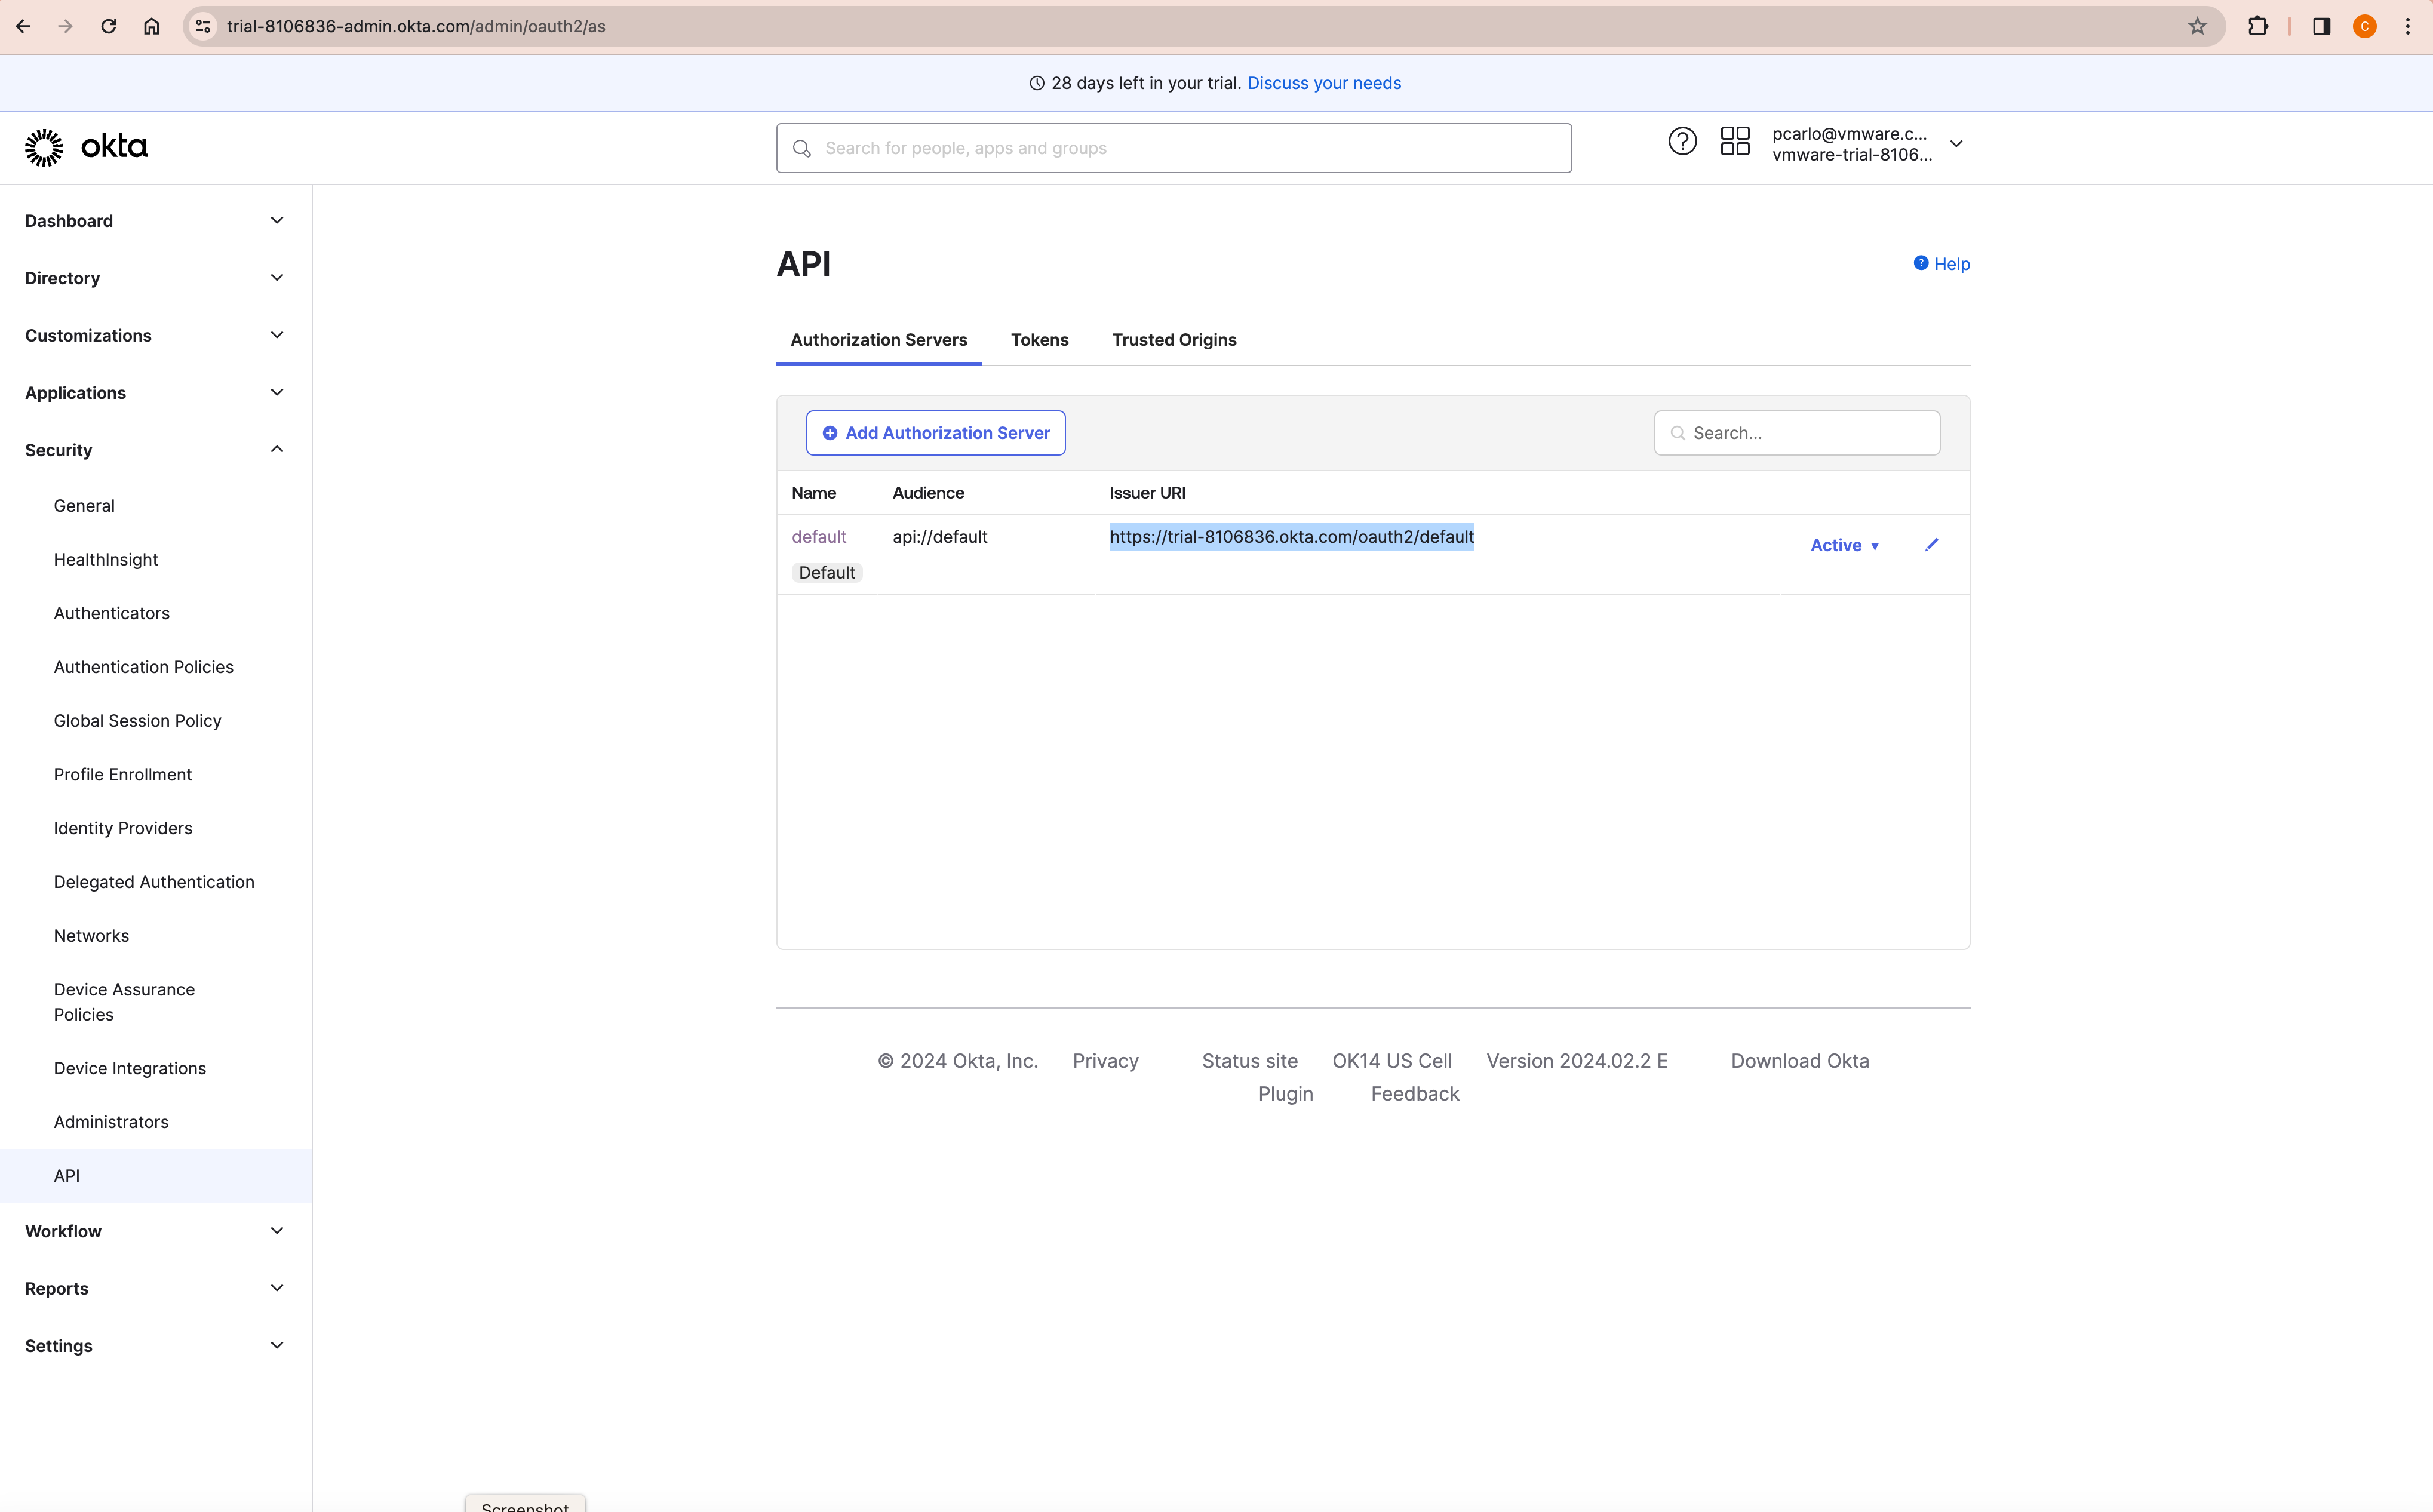 trial-8106836-admin.okta.com/admin/oauth2/as
C
28 days left in your trial. Discuss your needs
okta
Search for people, apps and groups
pcarlo@vmware.c...
vmware-trial-8106...
Dashboard
Directory
Customizations
Applications
Security
General
HealthInsight
Authenticators
Authentication Policies
Global Session Policy
Profile Enrollment
Identity Providers
Delegated Authentication
Networks
Device Assurance
Policies
Device Integrations
Administrators
API
Workflow
Reports
Settings
API
Help
Authorization Servers Tokens Trusted Origins
Add Authorization Server
Search...
Name Audience Issuer URI
default api://default https://trial-8106836.okta.com/oauth2/default Active
Default
© 2024 Okta, Inc. Privacy Status site OK14 US Cell Version 2024.02.2 E Download Okta
Plugin Feedback
Screenshot